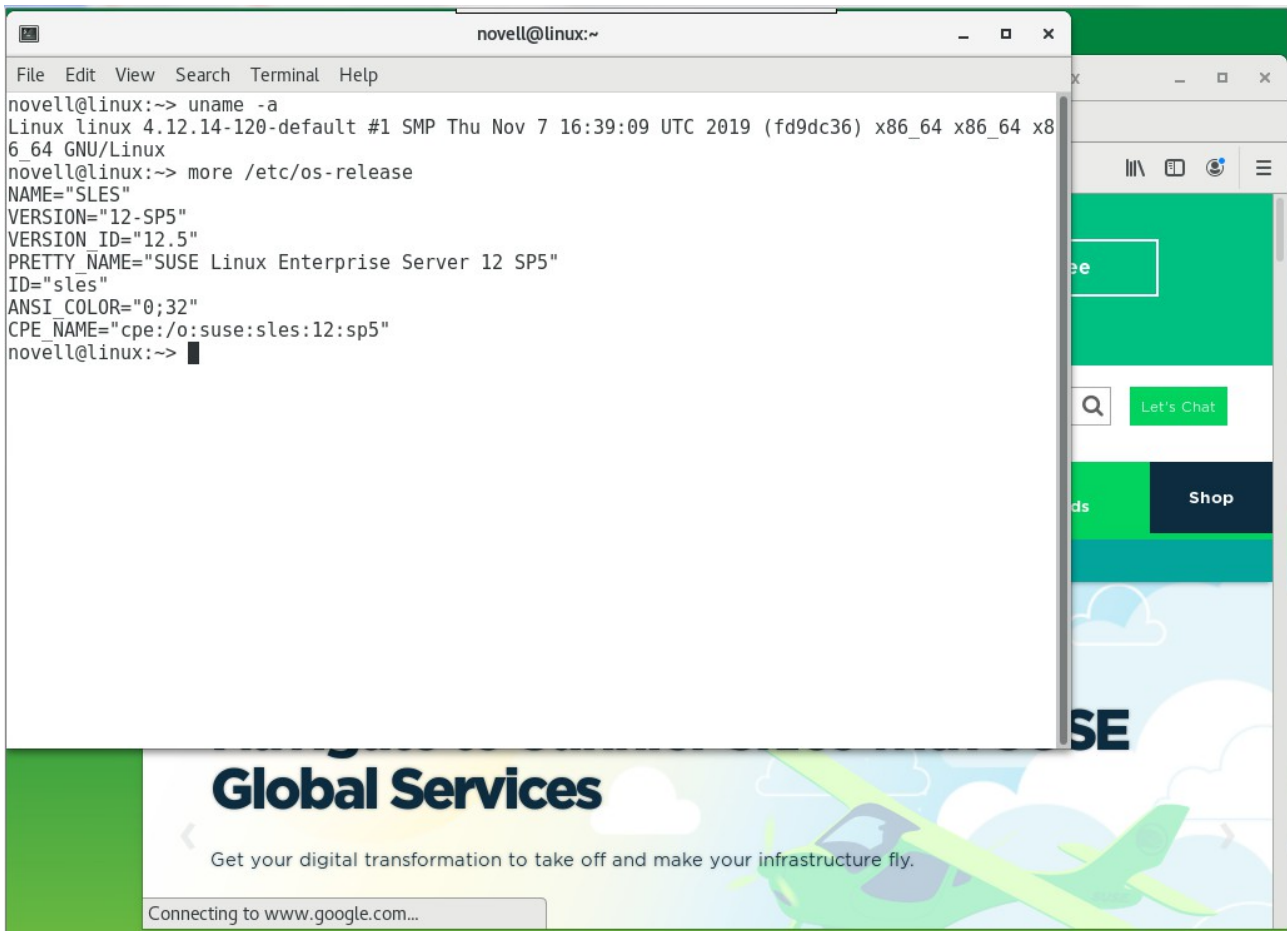 novell@linux:~
File Edit View Search Terminal Help
novell@linux:~> uname -a
Linux linux 4.12.14-120-default #1 SMP Thu Nov 7 16:39:09 UTC 2019 (fd9dc36) x86_64 x86_64 x8
6_64 GNU/Linux
novell@linux:~> more /etc/os-release
NAME="SLES"
VERSION="12-SP5"
VERSION_ID="12.5"
PRETTY_NAME="SUSE Linux Enterprise Server 12 SP5"
ID="sles"
ANSI_COLOR="0;32"
CPE_NAME="cpe:/o:suse:sles:12:sp5"
novell@linux:~>
Let's Chat
Shop
Global Services
Get your digital transformation to take off and make your infrastructure fly.
Connecting to www.google.com...